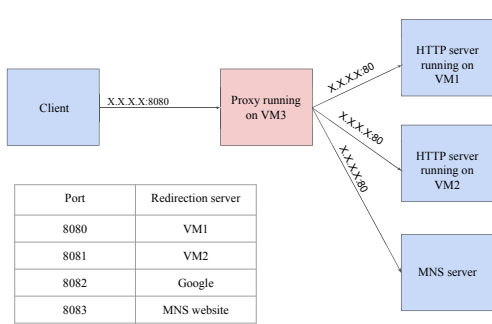 HTTP server
running on
VM1
X.X.X.X:80
Client
X.X.X.X:8080
Proxy running
on VM3
X.X.X.X:80
HTTP server
running on
VM2
X.X.X.X:80
MNS server
Port Redirection server
8080 VM1
8081 VM2
8082 Google
8083 MNS website